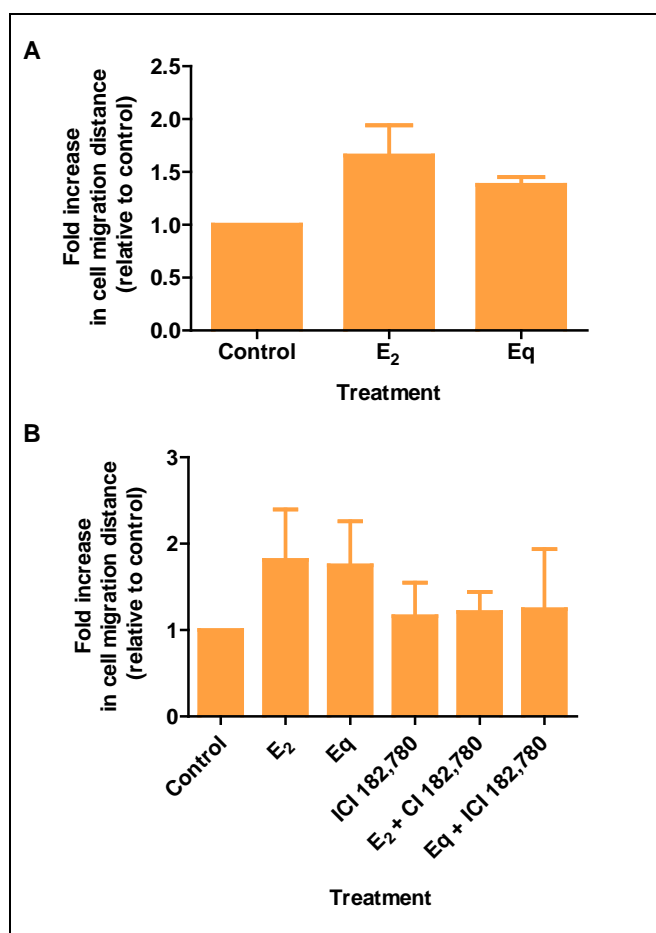 A
Fold increase
in cell migration distance
(relative to control)
2.5
2.0
1.5
1.0
0.5
0.0
Control E₂ Eq
Treatment
B
Fold increase
in cell migration distance
(relative to control)
3
2
1
0
Control E₂ Eq ICI 182,780 E₂ + CI 182,780 Eq + ICI 182,780
Treatment